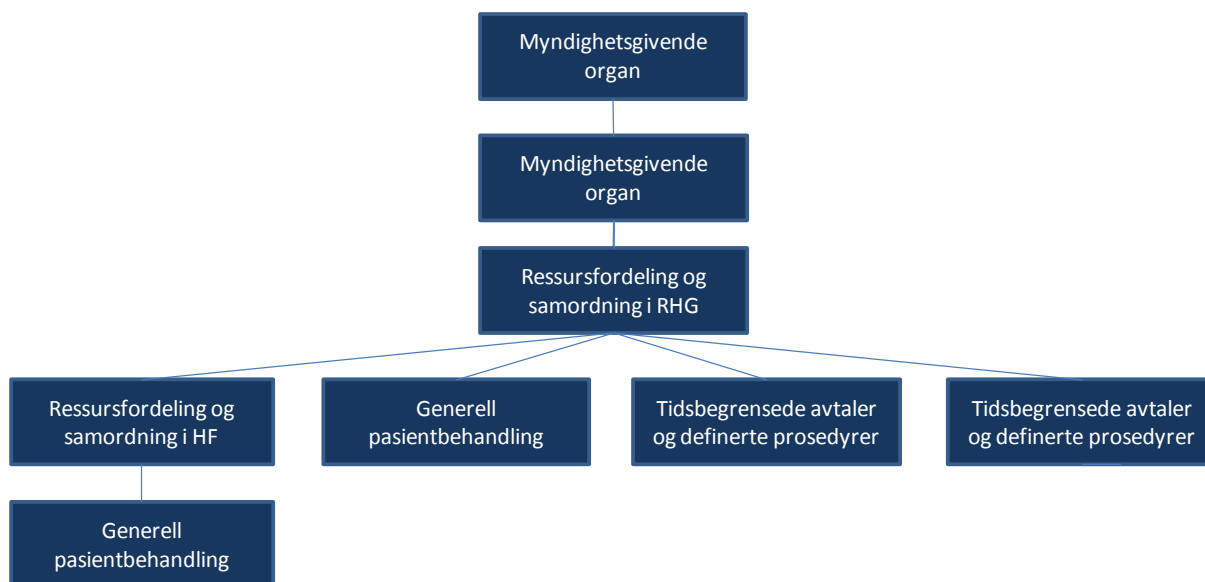 Myndighetsgivende
organ
Myndighetsgivende
organ
Ressursfordeling og
samordning i RHG
Ressursfordeling og
samordning i HF
Generell
pasientbehandling
Tidsbegrensede avtaler
og definerte prosedyrer
Tidsbegrensede avtaler
og definerte prosedyrer
Generell
pasientbehandling